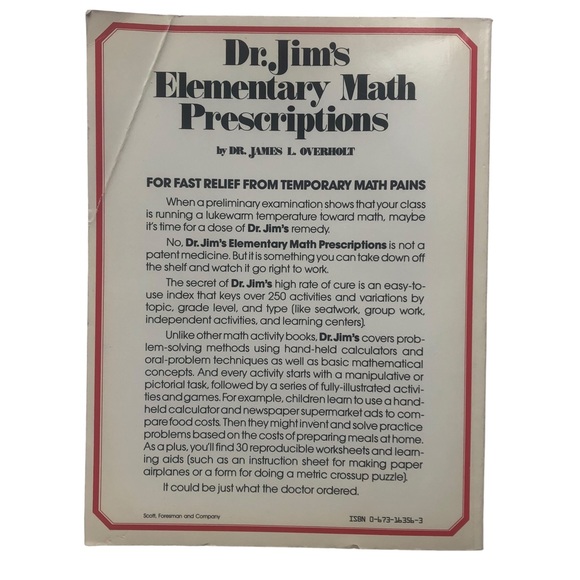 Dr. Jim's
Elementary Math
Prescriptions
by DR. JAMES L. OVERHOLT
FOR FAST RELIEF FROM TEMPORARY MATH PAINS
When a preliminary examination shows that your class
is running a lukewarm temperature toward math, maybe
it's time for a dose of Dr. Jim's remedy.
No, Dr. Jim's Elementary Math Prescriptions is not a
patent medicine. But it is something you can take down off
the shelf and watch it go right to work.
The secret of Dr. Jim's high rate of cure is an easy-to-
use index that keys over 250 activities and variations by
topic, grade level, and type (like seatwork, group work,
independent activities, and learning centers).
Unlike other math activity books, Dr. Jim's covers prob-
lem-solving methods using hand-held calculators and
oral-problem techniques as well as basic mathematical
concepts. And every activity starts with a manipulative or
pictorial task, followed by a series of fully-illustrated activi-
ties and games. For example, children learn to use a hand-
held calculator and newspaper supermarket ads to com-
pare food costs. Then they might invent and solve practice
problems based on the costs of preparing meals at home.
As a plus, you'll find 30 reproducible worksheets and learn-
ing aids (such as an instruction sheet for making paper
airplanes or a form for doing a metric crossup puzzle).
It could be just what the doctor ordered.
Scott, Foresman and Company
ISBN 0-673-16356-3